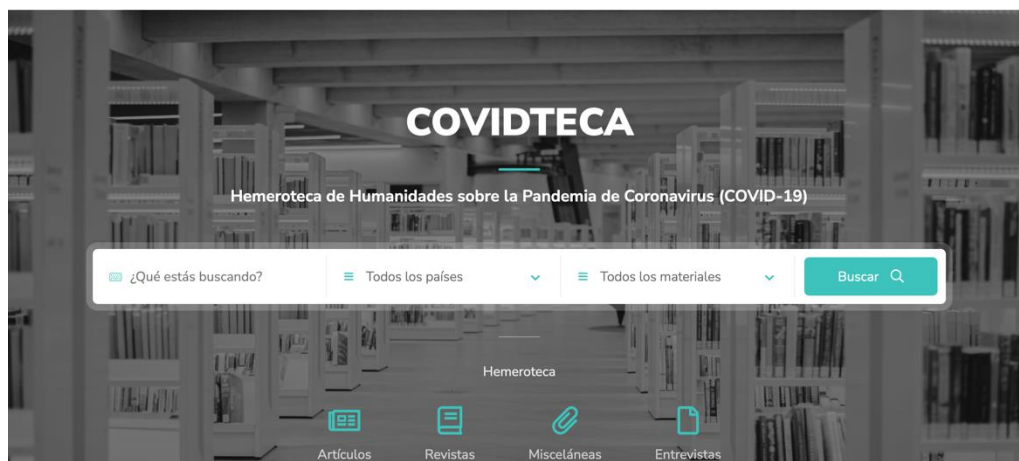 COVIDTECA
Hemeroteca de Humanidades sobre la Pandemia de Coronavirus (COVID-19)
¿Qué estás buscando? Todos los países Todos los materiales Buscar
Hemeroteca
Artículos Revistas Misceláneas Entrevistas